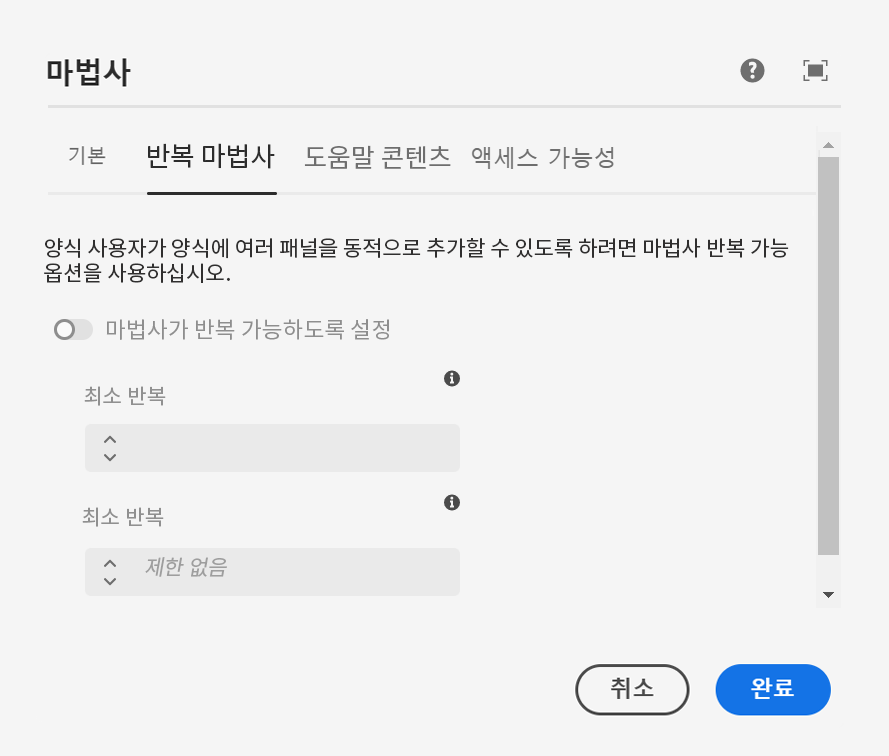 마법사
기본 반복 마법사 도움말 콘텐츠 액세스 가능성
양식 사용자가 양식에 여러 패널을 동적으로 추가할 수 있도록 하려면 마법사 반복 가능
옵션을 사용하십시오.
마법사가 반복 가능하도록 설정
최소 반복
최소 반복
제한 없음
취소 완료